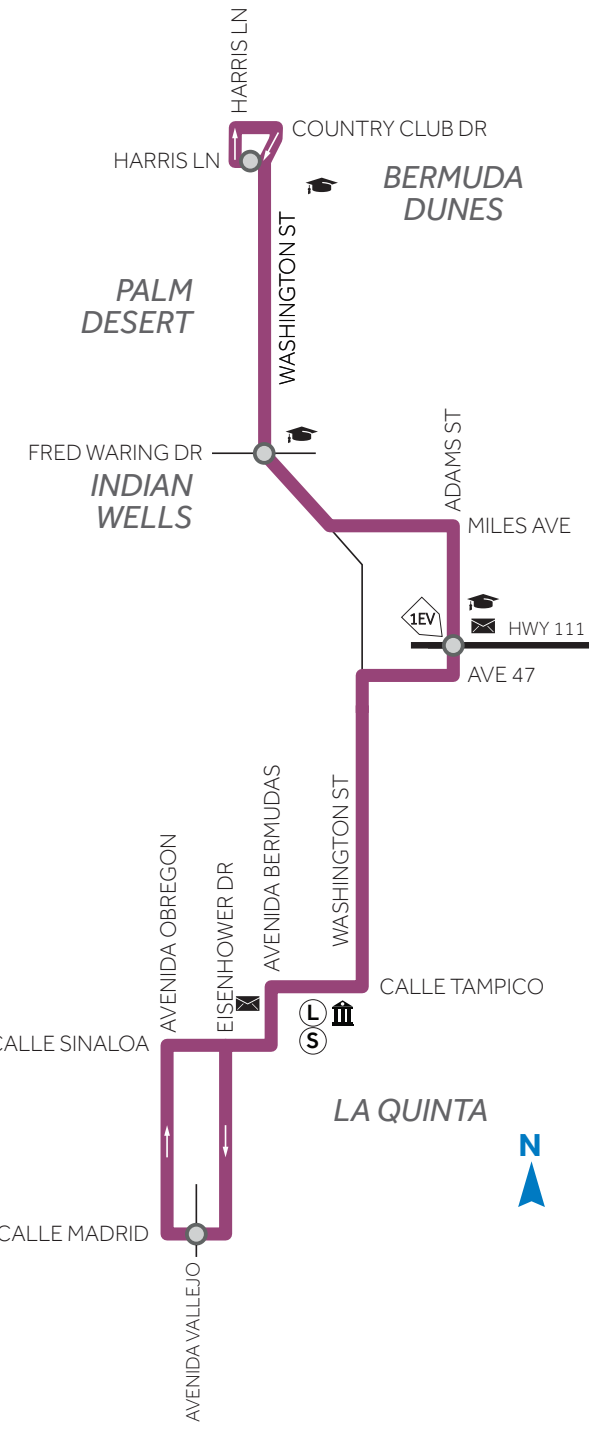 HARRIS LN
COUNTRY CLUB DR
HARRIS LN
BERMUDA
DUNES
WASHINGTON ST
PALM
DESERT
FRED WARING DR
ADAMS ST
INDIAN
WELLS
MILES AVE
1EV
HWY 111
AVE 47
AVENIDA BERMUDAS
WASHINGTON ST
AVENIDA OBREGON
EISENHOWER DR
CALLE TAMPICO
L
S
CALLE SINALOA
LA QUINTA
N
CALLE MADRID
AVENIDA VALLEJO